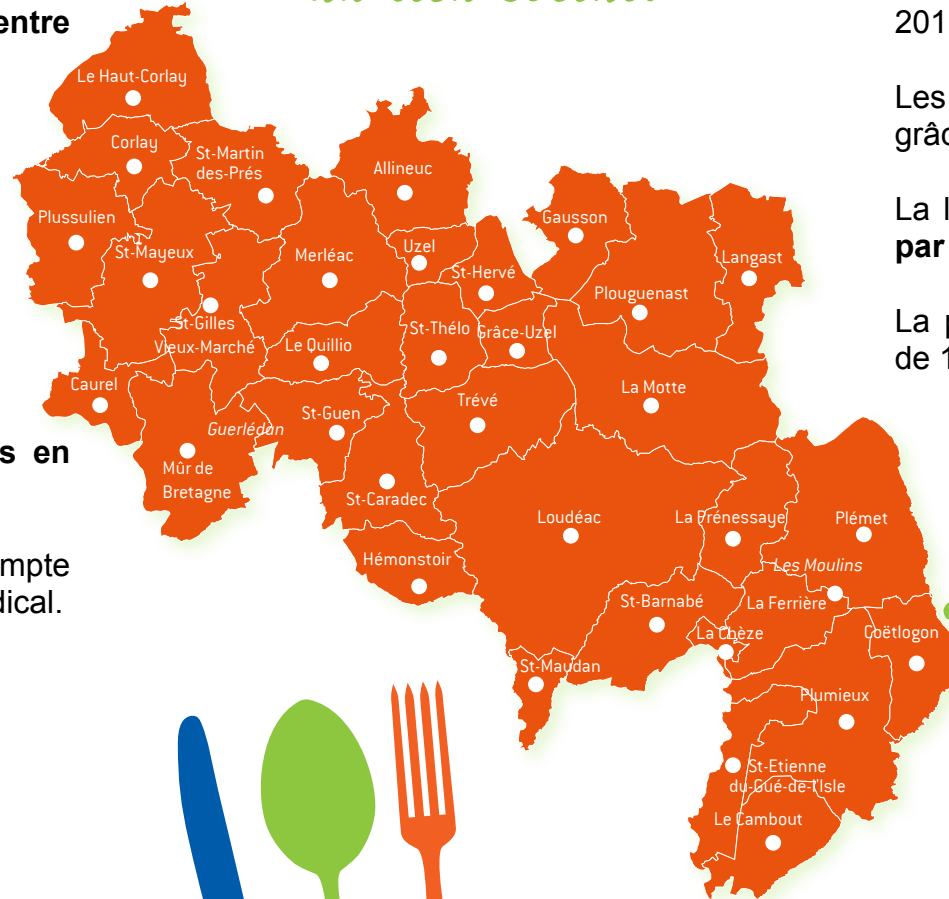 entre
s en
mpte
dical.
Le Haut-Corlay
Corlay
St-Martin
des-Prés
Allineuc
Plussulien
St-Mayeux
Merléac
Uzel
St-Hervé
Gausson
Langast
Plouguenast
St-Gilles
Vieux-Marché
Le Quillio
St-Thélo
Grâce-Uzel
Caurel
Guerlédan
St-Guen
Trévé
La Motte
Mûr de
Bretagne
St-Caradec
Loudéac
La Prénessaye
Plémet
Hémonstoir
Les Moulins
St-Barnabé
La Ferrière
La Chèze
Coëtlogon
St-Maudan
Plumieux
St-Etienne
du-Gué-de-l'Isle
Le Cambout
201
Les
grâc
La l
par
La p
de 1